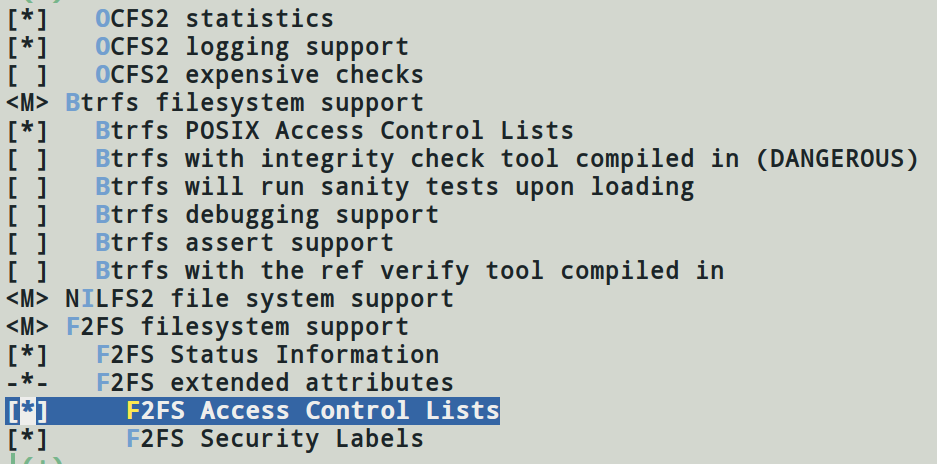 [*]   OCFS2 statistics
[*]   OCFS2 logging support
[ ]   OCFS2 expensive checks
<M> Btrfs filesystem support
[*]   Btrfs POSIX Access Control Lists
[ ]   Btrfs with integrity check tool compiled in (DANGEROUS)
[ ]   Btrfs will run sanity tests upon loading
[ ]   Btrfs debugging support
[ ]   Btrfs assert support
[ ]   Btrfs with the ref verify tool compiled in
<M> NILFS2 file system support
<M> F2FS filesystem support
[*]   F2FS Status Information
-*-   F2FS extended attributes
[*]     F2FS Access Control Lists
[*]     F2FS Security Labels